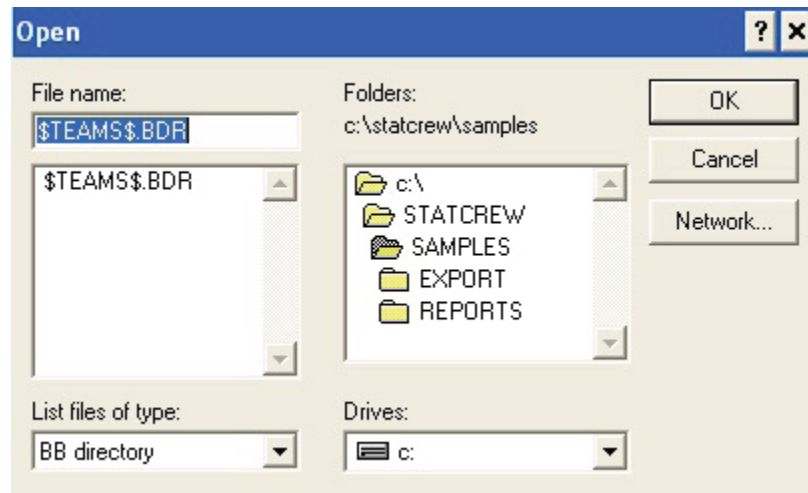 Open
File name:
$TEAMS$.BDR
$TEAMS$.BDR
List files of type:
BB directory
Folders:
c:\statcrew\samples
c:\
STATCREW
SAMPLES
EXPORT
REPORTS
Drives:
c:
OK
Cancel
Network...